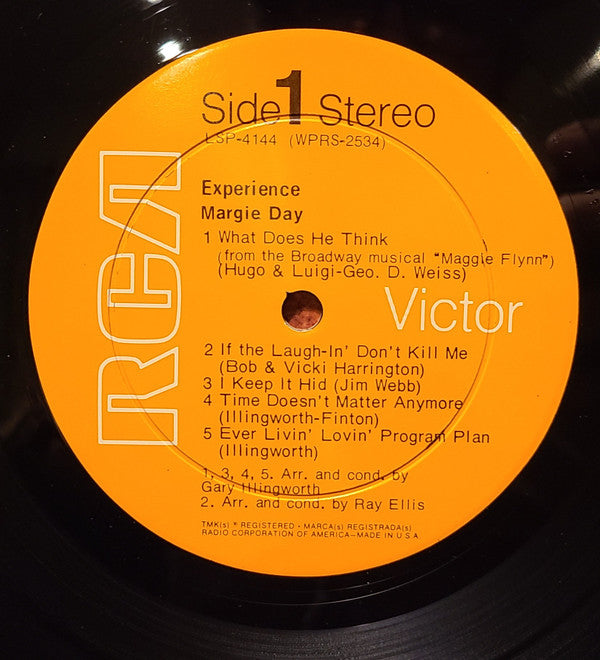 Side 1 Stereo
LSP-4144 (WPRS-2534)
RCA
Experience
Margie Day
1 What Does He Think
(from the Broadway musical "Maggie Flynn")
(Hugo & Luigi-Geo. D. Weiss)
Victor
2 If the Laugh-In' Don't Kill Me
(Bob & Vicki Harrington)
3 I Keep It Hid (Jim Webb)
4 Time Doesn't Matter Anymore
(Illingworth-Finton)
5 Ever Livin' Lovin' Program Plan
(Illingworth)
1, 3, 4, 5. Arr. and cond. by
Gary Illingworth
2. Arr. and cond. by Ray Ellis
TMK(s) ® REGISTERED • MARCA(s) REGISTRADA(s)
RADIO CORPORATION OF AMERICA—MADE IN U.S.A.